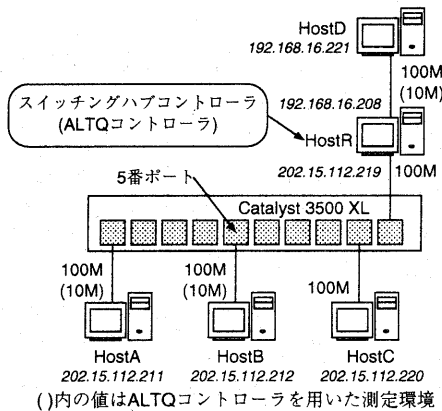 HostD
192.168.16.221
100M
(10M)
スイッチングハブコントローラ
(ALTQコントローラ)
192.168.16.208
HostR
202.15.112.219 100M
5番ポート
Catalyst 3500 XL
100M
(10M)
100M
(10M)
100M
HostA
202.15.112.211
HostB
202.15.112.212
HostC
202.15.112.220
()内の値はALTQコントローラを用いた測定環境